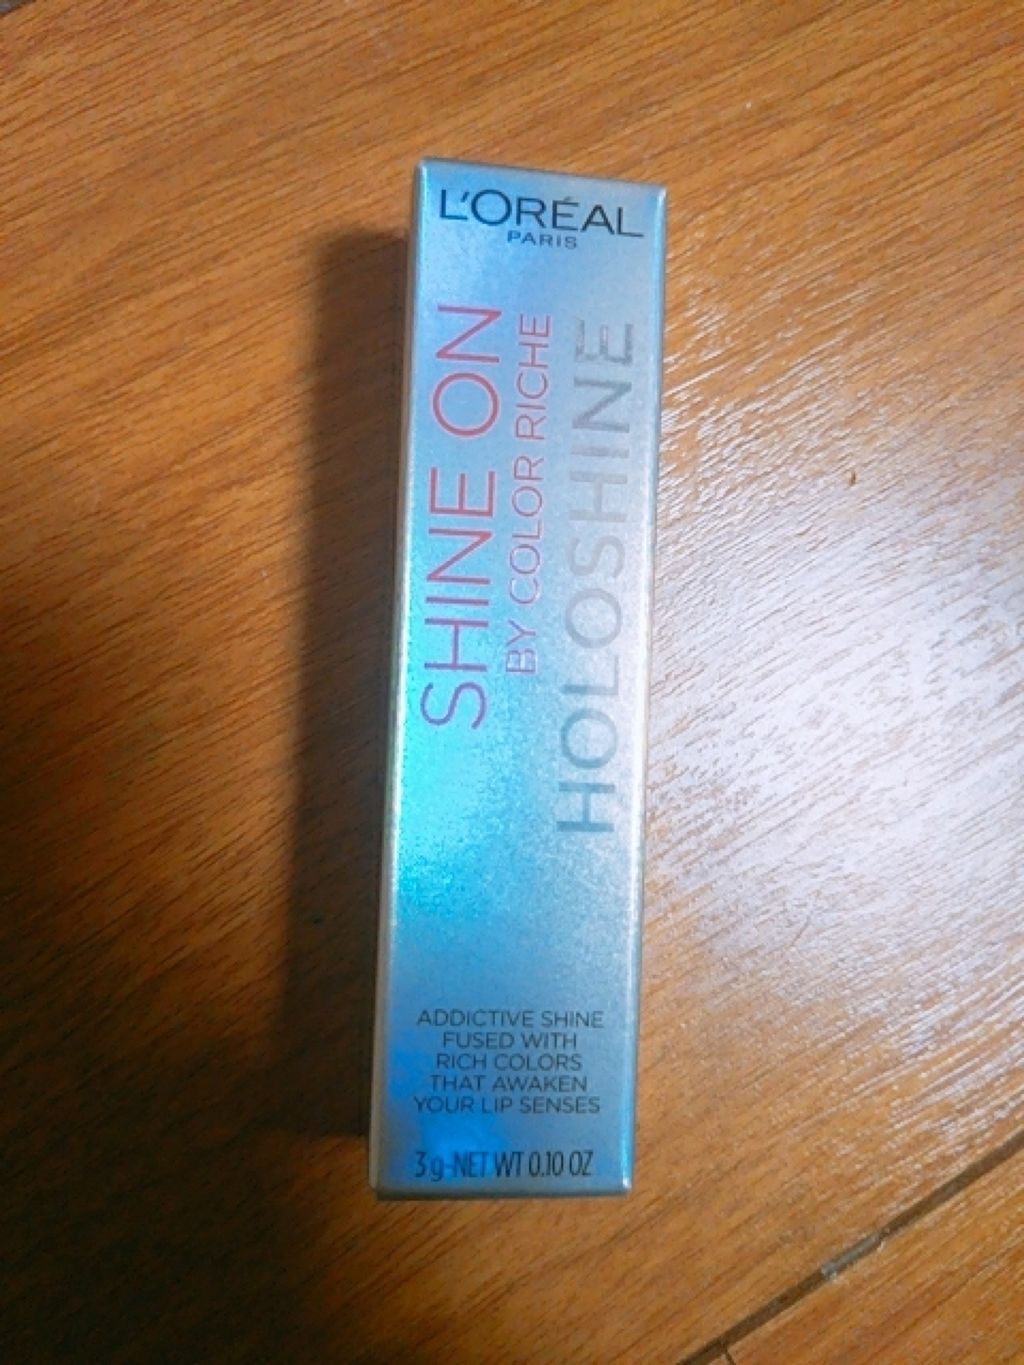 L'ORÉAL
PARIS
SHINE ON
BY COLOR RICHE
HOLOSHINE
ADDICTIVE SHINE
FUSED WITH
RICH COLORS
THAT AWAKEN
YOUR LIP SENSES
3 g-NET WT 0.10 OZ